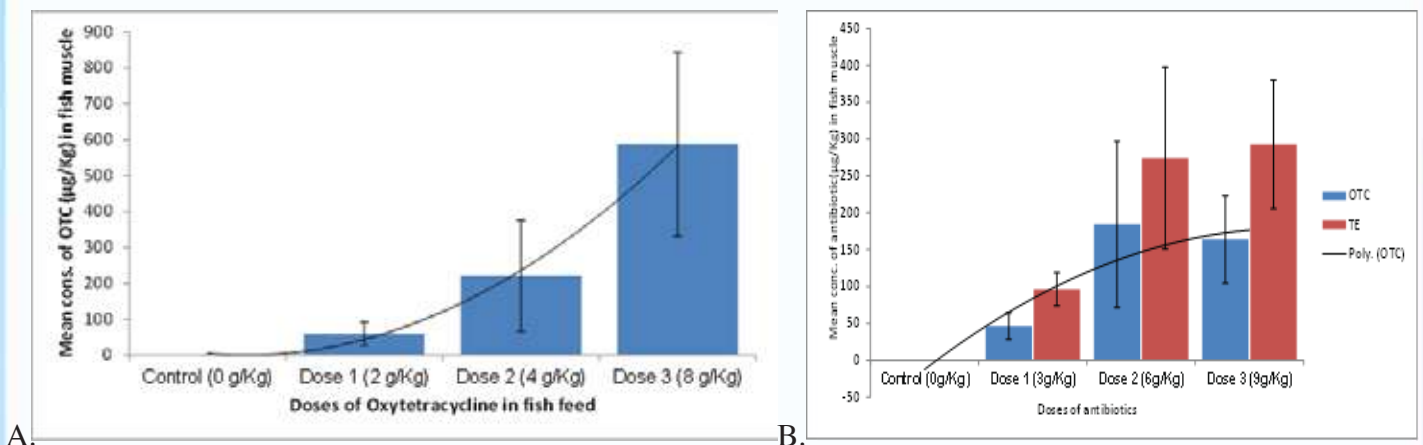 Mean conc. of OTC (µg/Kg) in fish muscle
900
800
700
600
500
400
300
200
100
0
Control (0 g/Kg) Dose 1 (2 g/Kg) Dose 2 (4 g/Kg) Dose 3 (8 g/Kg)
Doses of Oxytetracycline in fish feed
A.
Mean conc. of antibiotic(µg/Kg) in fish muscle
450
400
350
300
250
200
150
100
50
0
-50
Control(0g/Kg) Dose 1 (3g/Kg) Dose 2 (6g/Kg) Dose 3 (9g/Kg)
Doses of antibiotics
OTC
TE
Poly. (OTC)
B.